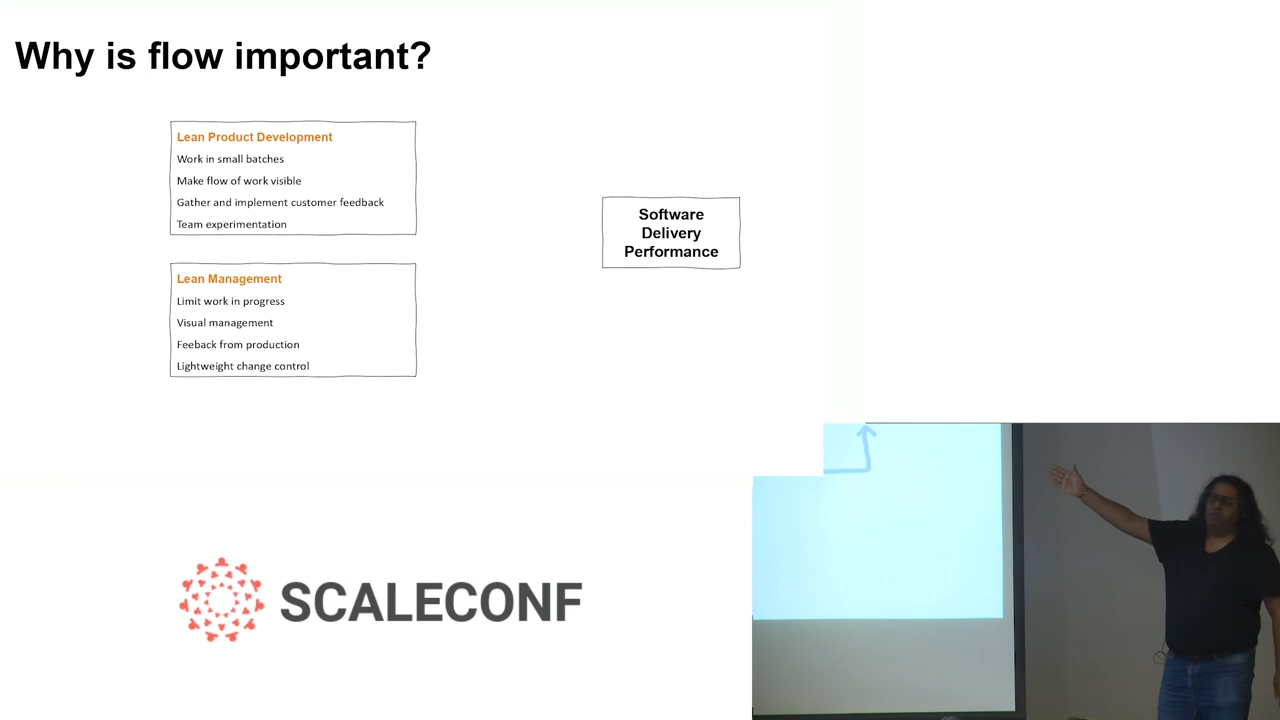 Why is flow important?
Lean Product Development
Work in small batches
Make flow of work visible
Gather and implement customer feedback
Team experimentation
Software
Delivery
Performance
Lean Management
Limit work in progress
Visual management
Feeback from production
Lightweight change control
SCALECONF